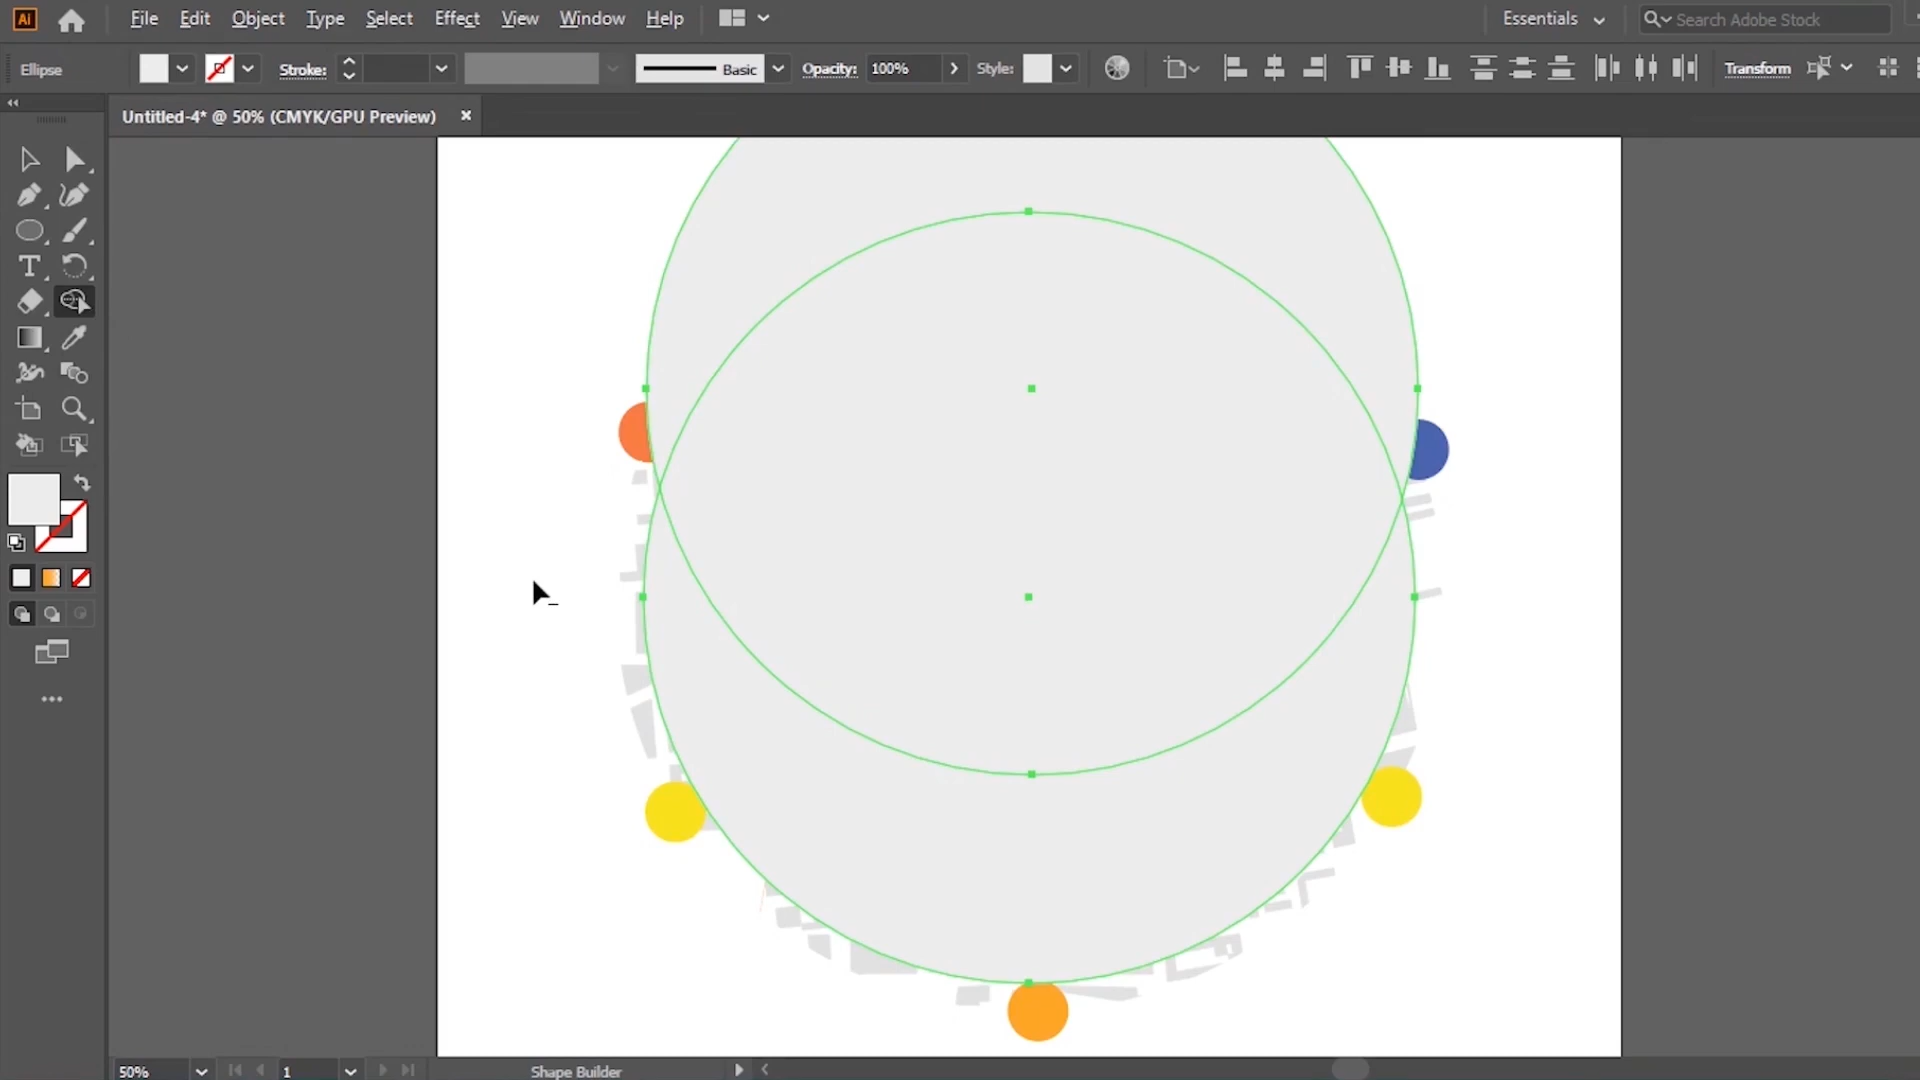 Ai File Edit Object Type Select Effect View Window Help Essentials Search Adobe Stock
Ellipse Stroke: Basic Opacity: 100% Style: Transform
Untitled-4* @ 50% (CMYK/GPU Preview) ×
50% 1 Shape Builder